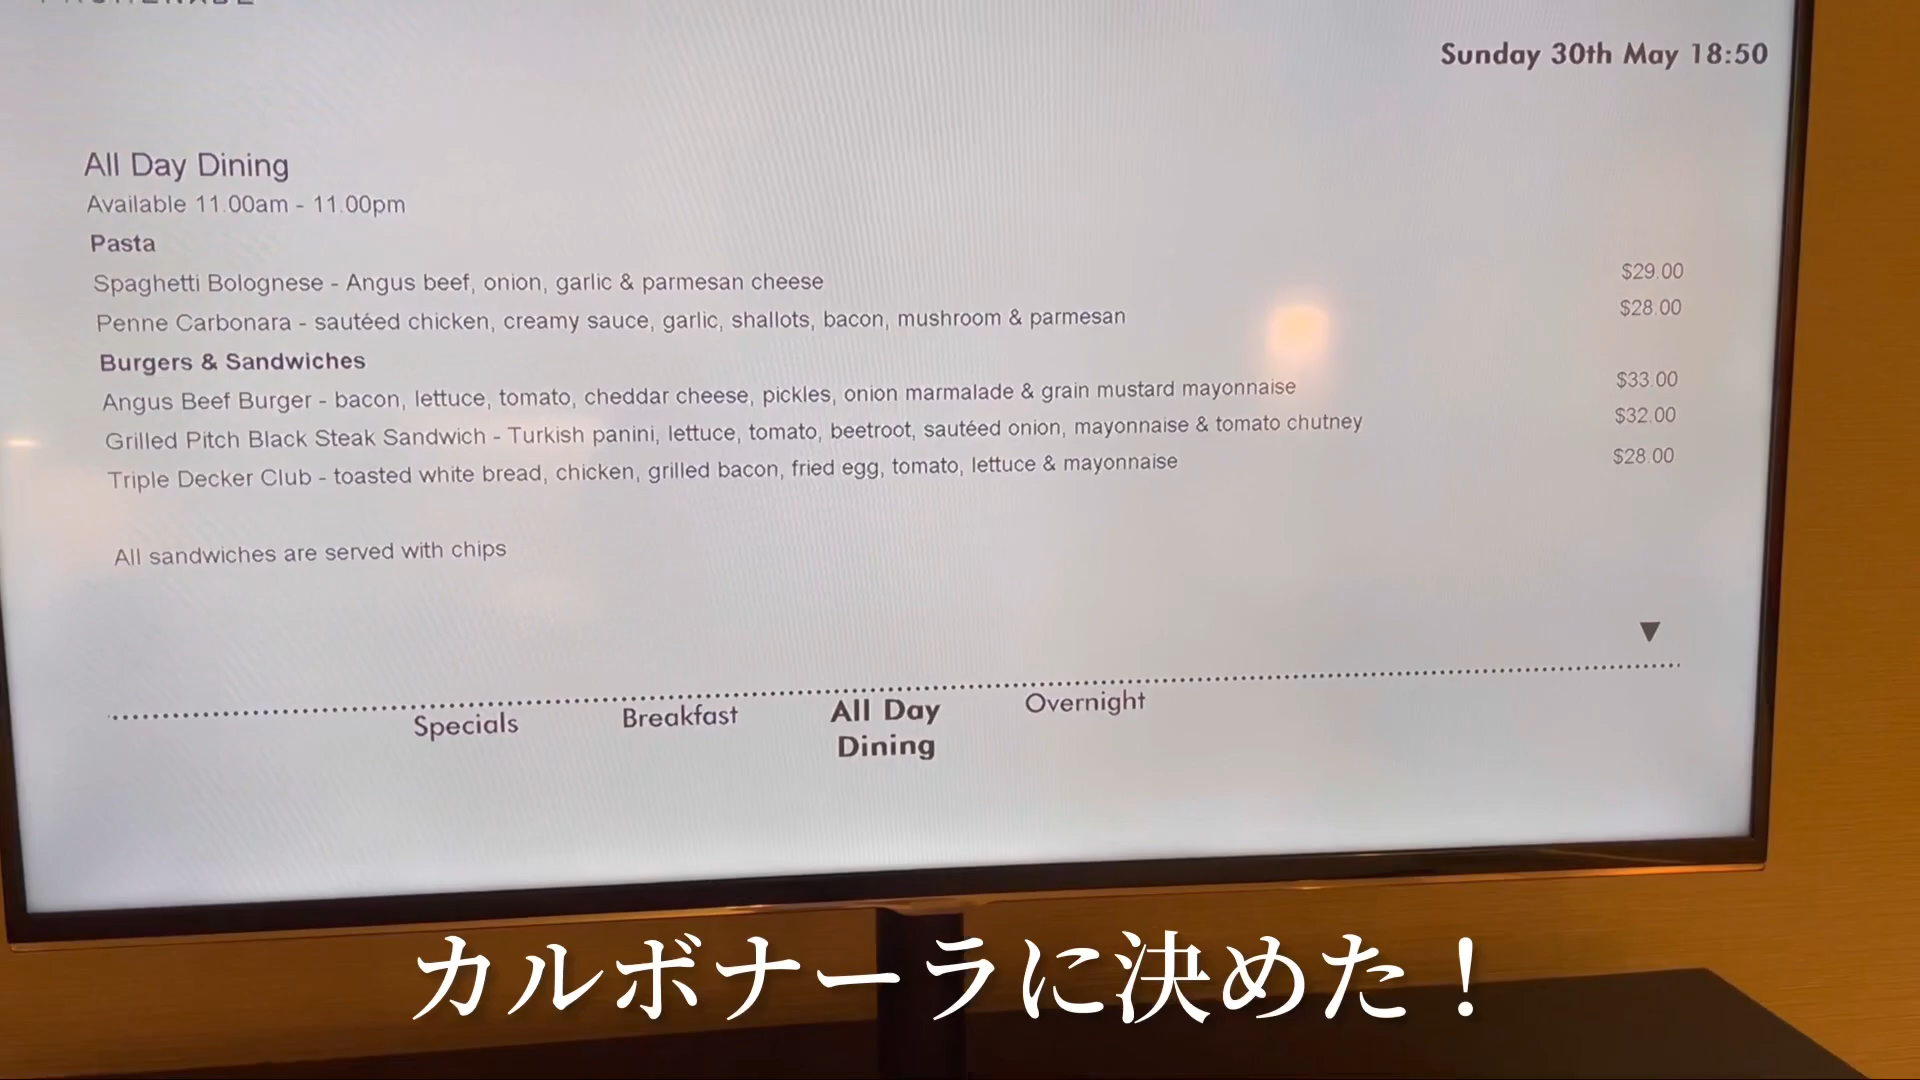 Sunday 30th May 18:50
All Day Dining
Available 11.00am - 11.00pm
Pasta
Spaghetti Bolognese - Angus beef, onion, garlic & parmesan cheese $29.00
Penne Carbonara - sautéed chicken, creamy sauce, garlic, shallots, bacon, mushroom & parmesan $28.00
Burgers & Sandwiches
Angus Beef Burger - bacon, lettuce, tomato, cheddar cheese, pickles, onion marmalade & grain mustard mayonnaise $33.00
Grilled Pitch Black Steak Sandwich - Turkish panini, lettuce, tomato, beetroot, sautéed onion, mayonnaise & tomato chutney $32.00
Triple Decker Club - toasted white bread, chicken, grilled bacon, fried egg, tomato, lettuce & mayonnaise $28.00
All sandwiches are served with chips
Specials Breakfast All Day Dining Overnight
カルボナーラに決めた！